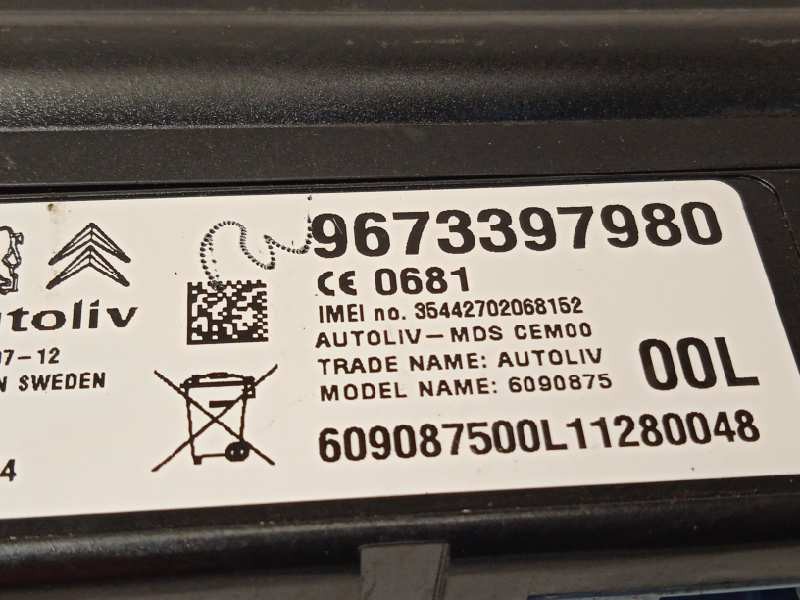 9673397980
CE 0681
IMEI no. 35442702068152
AUTOLIV-MDS CEM00
TRADE NAME: AUTOLIV
MODEL NAME: 6090875
00L
609087500L11280048
utoliv
07-12
N SWEDEN
4